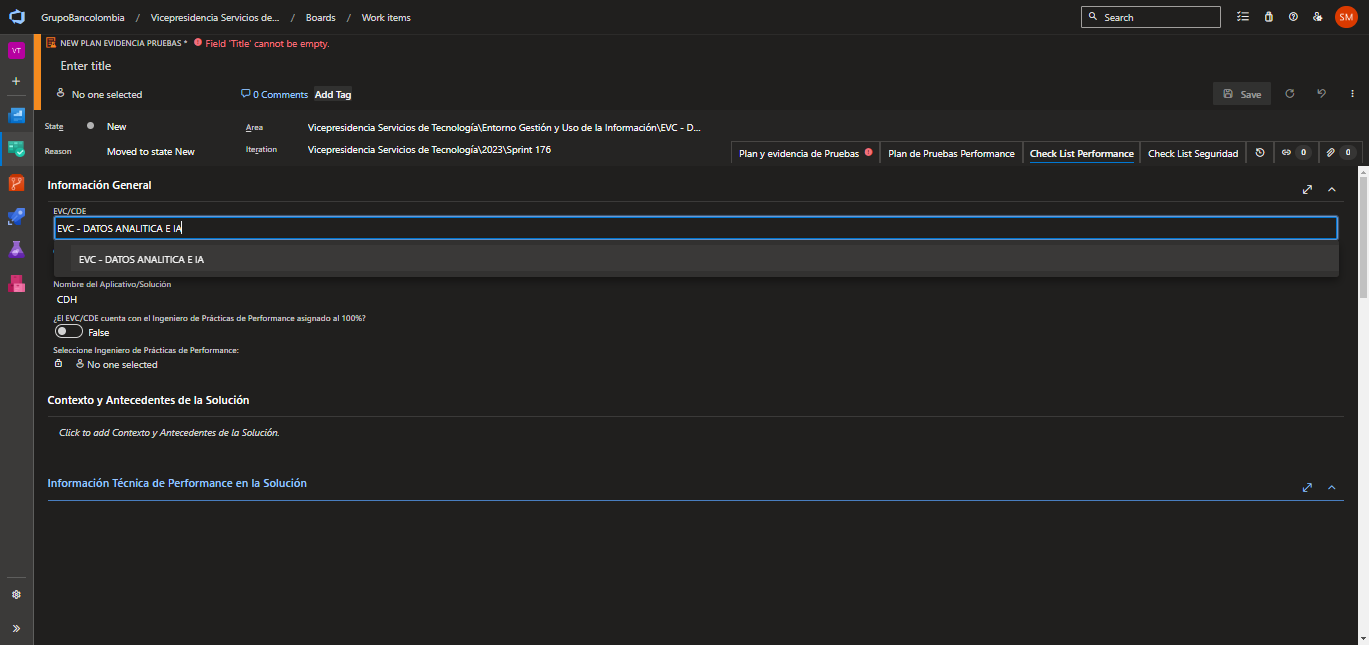 GrupoBancolombia / Vicepresidencia Servicios de... / Boards / Work items
Search
SM
VT
NEW PLAN EVIDENCIA PRUEBAS * Field 'Title' cannot be empty.
Enter title
No one selected
0 Comments Add Tag
Save
State New
Area Vicepresidencia Servicios de Tecnología\Entorno Gestión y Uso de la Información\EVC - D...
Reason Moved to state New
Iteration Vicepresidencia Servicios de Tecnología\2023\Sprint 176
Plan y evidencia de Pruebas Plan de Pruebas Performance Check List Performance Check List Seguridad 0 0
Información General
EVC/CDE
EVC - DATOS ANALITICA E IA
EVC - DATOS ANALITICA E IA
Nombre del Aplicativo/Solución
CDH
¿El EVC/CDE cuenta con el Ingeniero de Prácticas de Performance asignado al 100%?
False
Seleccione Ingeniero de Prácticas de Performance:
No one selected
Contexto y Antecedentes de la Solución
Click to add Contexto y Antecedentes de la Solución.
Información Técnica de Performance en la Solución